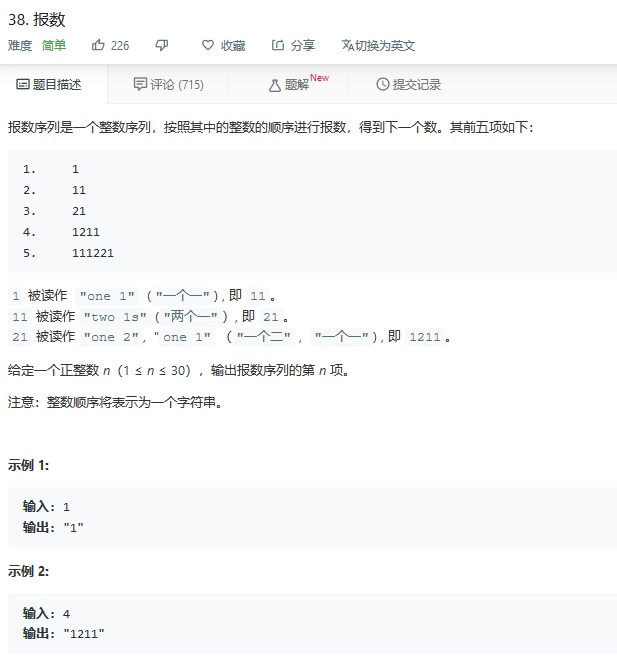 38. 报数
难度 简单 226 收藏 分享 切换为英文
题目描述 评论 (715) 题解 New 提交记录
报数序列是一个整数序列，按照其中的整数的顺序进行报数，得到下一个数。其前五项如下：
1. 1
2. 11
3. 21
4. 1211
5. 111221
1 被读作 "one 1" ("一个一") , 即 11 。
11 被读作 "two 1s" ("两个一") , 即 21 。
21 被读作 "one 2", "one 1" （"一个二" , "一个一") , 即 1211 。
给定一个正整数 n（1 ≤ n ≤ 30），输出报数序列的第 n 项。
注意：整数顺序将表示为一个字符串。
示例 1:
输入: 1
输出: "1"
示例 2:
输入: 4
输出: "1211"